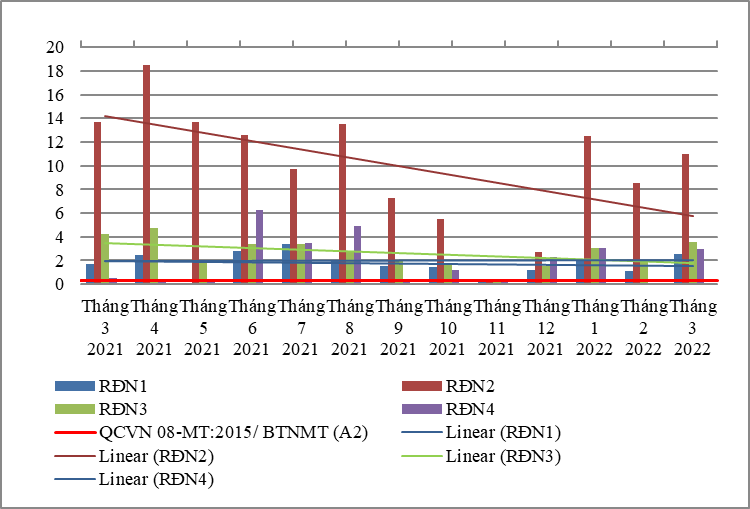 20
18
16
14
12
10
8
6
4
2
0
Tháng Tháng Tháng Tháng Tháng Tháng Tháng Tháng Tháng Tháng Tháng Tháng Tháng
3 4 5 6 7 8 9 10 11 12 1 2 3
2021 2021 2021 2021 2021 2021 2021 2021 2021 2021 2022 2022 2022
RĐN1 RĐN2
RĐN3 RĐN4
QCVN 08-MT:2015/ BTNMT (A2) Linear (RĐN1)
Linear (RĐN2) Linear (RĐN3)
Linear (RĐN4)